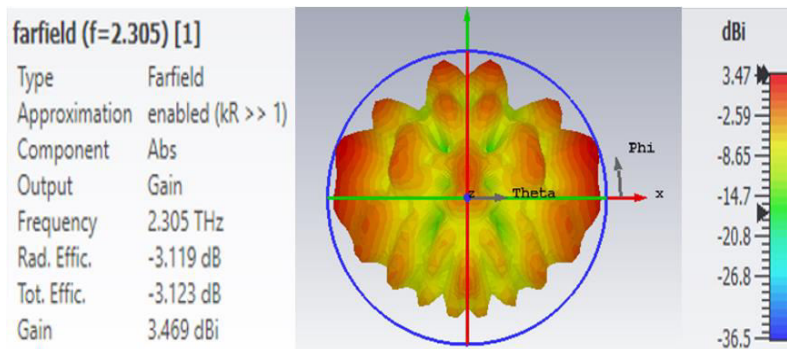 farfield (f=2.305) [1]
Type Farfield
Approximation enabled (kR >> 1)
Component Abs
Output Gain
Frequency 2.305 THz
Rad. Effic. -3.119 dB
Tot. Effic. -3.123 dB
Gain 3.469 dBi
Phi
z Theta x
dBi
3.47
-2.59
-8.65
-14.7
-20.8
-26.8
-36.5